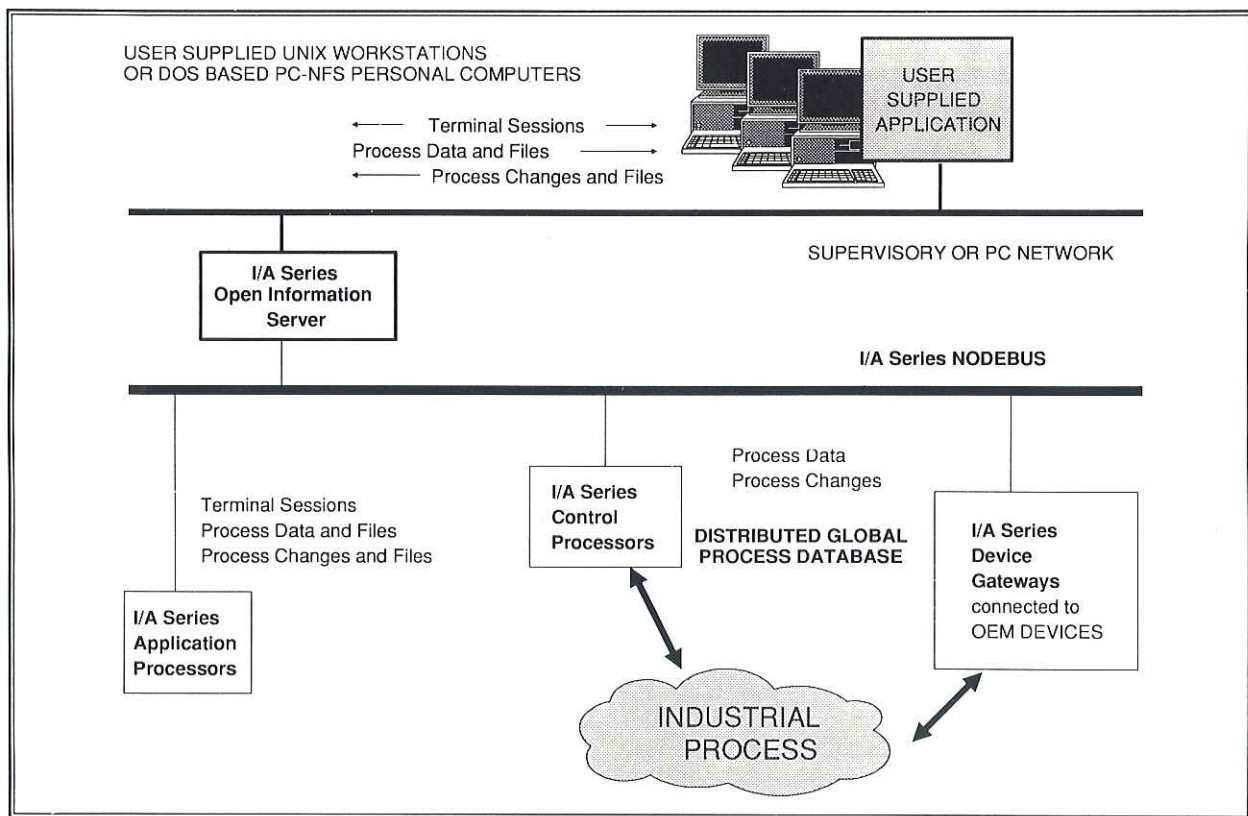 USER SUPPLIED UNIX WORKSTATIONS
OR DOS BASED PC-NFS PERSONAL COMPUTERS
USER
SUPPLIED
APPLICATION
Terminal Sessions
Process Data and Files
Process Changes and Files
SUPERVISORY OR PC NETWORK
I/A Series
Open Information
Server
I/A Series NODEBUS
Terminal Sessions
Process Data and Files
Process Changes and Files
I/A Series
Application
Processors
I/A Series
Control
Processors
Process Data
Process Changes
DISTRIBUTED GLOBAL
PROCESS DATABASE
I/A Series
Device
Gateways
connected to
OEM DEVICES
INDUSTRIAL
PROCESS